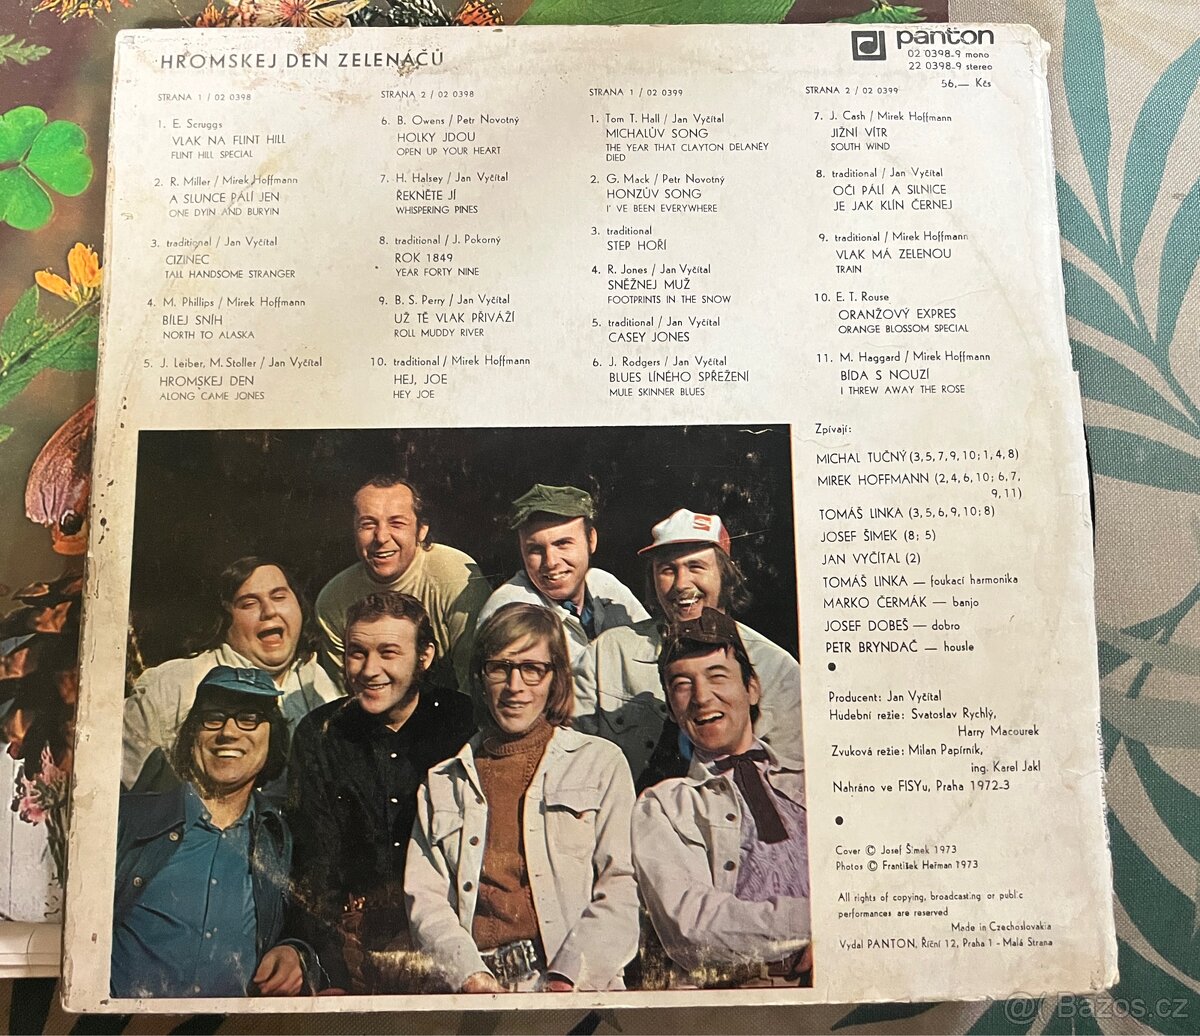 HROMSKEJ DEN ZELENÁČŮ
panton
02 0398-9 mono
22 0398-9 stereo
56,— Kčs
STRANA 1 / 02 0398
1. E. Scruggs
VLAK NA FLINT HILL
FLINT HILL SPECIAL
2. R. Miller / Mirek Hoffmann
A SLUNCE PÁLÍ JEN
ONE DYIN AND BURYIN
3. traditional / Jan Vyčítal
CIZINEC
TALL HANDSOME STRANGER
4. M. Phillips / Mirek Hoffmann
BÍLEJ SNÍH
NORTH TO ALASKA
5. J. Leiber, M. Stoller / Jan Vyčítal
HROMSKEJ DEN
ALONG CAME JONES
STRANA 2 / 02 0398
6. B. Owens / Petr Novotný
HOLKY JDOU
OPEN UP YOUR HEART
7. H. Halsey / Jan Vyčítal
ŘEKNĚTE JÍ
WHISPERING PINES
8. traditional / J. Pokorný
ROK 1849
YEAR FORTY NINE
9. B. S. Perry / Jan Vyčítal
UŽ TĚ VLAK PŘIVÁŽÍ
ROLL MUDDY RIVER
10. traditional / Mirek Hoffmann
HEJ, JOE
HEY JOE
STRANA 1 / 02 0399
1. Tom T. Hall / Jan Vyčítal
MICHALŮV SONG
THE YEAR THAT CLAYTON DELANEY
DIED
2. G. Mack / Petr Novotný
HONZŮV SONG
I' VE BEEN EVERYWHERE
3. traditional
STEP HOŘÍ
4. R. Jones / Jan Vyčítal
SNĚŽNEJ MUŽ
FOOTPRINTS IN THE SNOW
5. traditional / Jan Vyčítal
CASEY JONES
6. J. Rodgers / Jan Vyčítal
BLUES LÍNÉHO SPŘEŽENÍ
MULE SKINNER BLUES
STRANA 2 / 02 0399
7. J. Cash / Mirek Hoffmann
JIŽNÍ VÍTR
SOUTH WIND
8. traditional / Jan Vyčítal
OČI PÁLÍ A SILNICE
JE JAK KLÍN ČERNEJ
9. traditional / Mirek Hoffmann
VLAK MÁ ZELENOU
TRAIN
10. E. T. Rouse
ORANŽOVÝ EXPRES
ORANGE BLOSSOM SPECIAL
11. M. Haggard / Mirek Hoffmann
BÍDA S NOUZÍ
I THREW AWAY THE ROSE
Zpívají:
MICHAL TUČNÝ (3, 5, 7, 9, 10; 1, 4, 8)
MIREK HOFFMANN (2, 4, 6, 10; 6, 7,
9, 11)
TOMÁŠ LINKA (3, 5, 6, 9, 10; 8)
JOSEF ŠIMEK (8; 5)
JAN VYČÍTAL (2)
TOMÁŠ LINKA — foukací harmonika
MARKO ČERMÁK — banjo
JOSEF DOBEŠ — dobro
PETR BRYNDAČ — housle
Producent: Jan Vyčítal
Hudební režie: Svatoslav Rychlý,
Harry Macourek
Zvuková režie: Milan Papírník,
ing. Karel Jakl
Nahráno ve FISYu, Praha 1972-3
Cover © Josef Šimek 1973
Photos © František Heřman 1973
All rights of copying, broadcasting or public
performances are reserved
Made in Czechoslovakia
Vydal PANTON, Říční 12, Praha 1 - Malá Strana
@ Bazos.cz